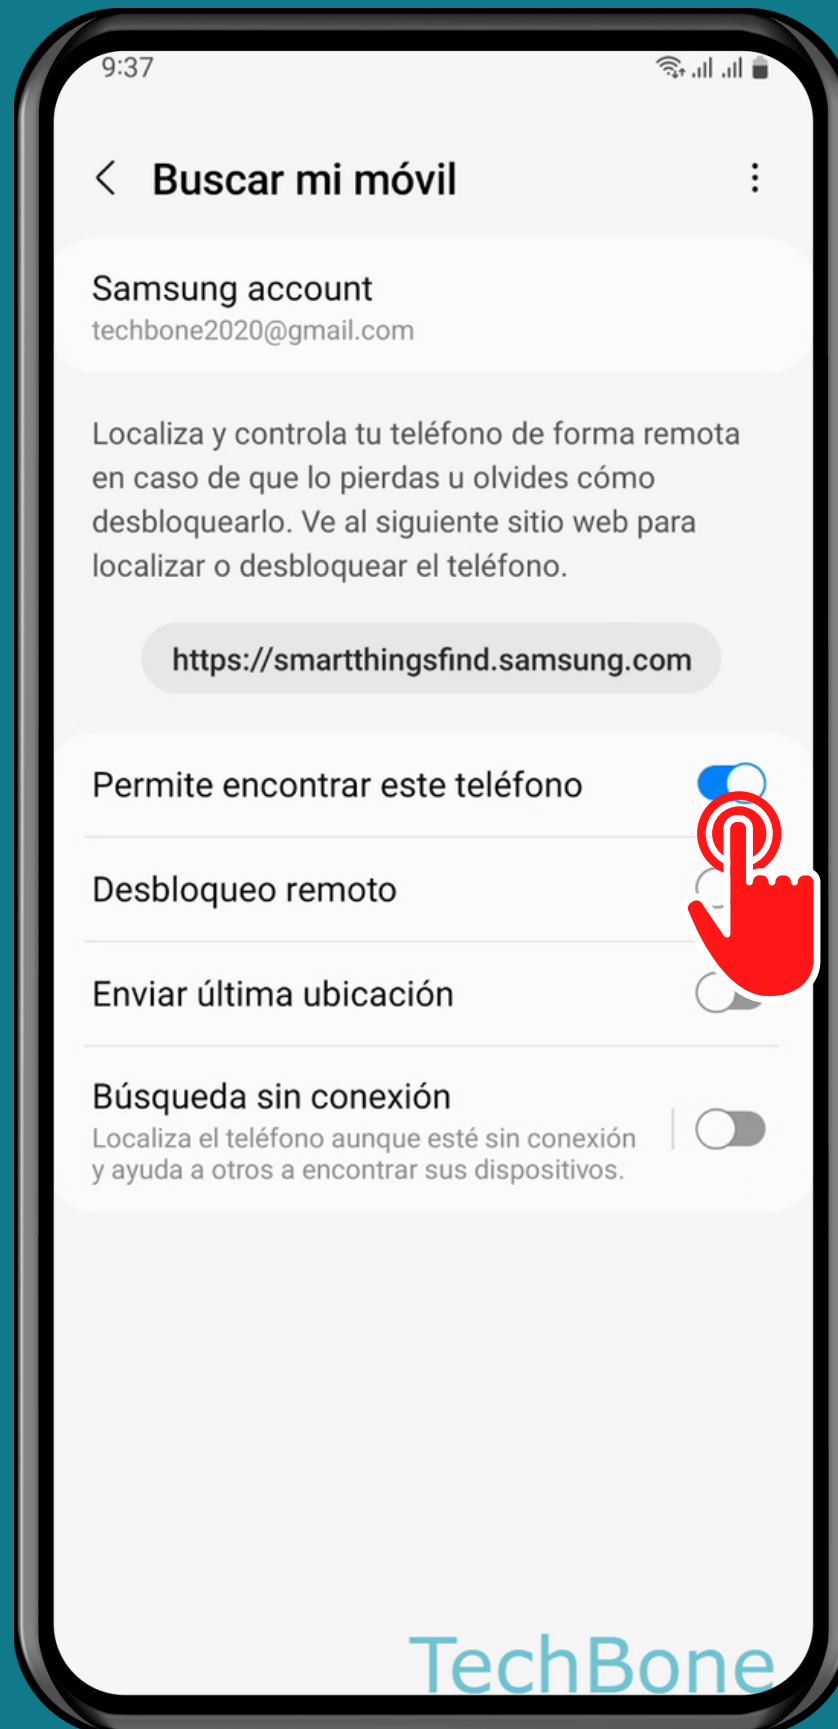 9:37
Buscar mi móvil
Samsung account
techbone2020@gmail.com
Localiza y controla tu teléfono de forma remota
en caso de que lo pierdas u olvides cómo
desbloquearlo. Ve al siguiente sitio web para
localizar o desbloquear el teléfono.
https://smartthingsfind.samsung.com
Permite encontrar este teléfono
Desbloqueo remoto
Enviar última ubicación
Búsqueda sin conexión
Localiza el teléfono aunque esté sin conexión
y ayuda a otros a encontrar sus dispositivos.
TechBone